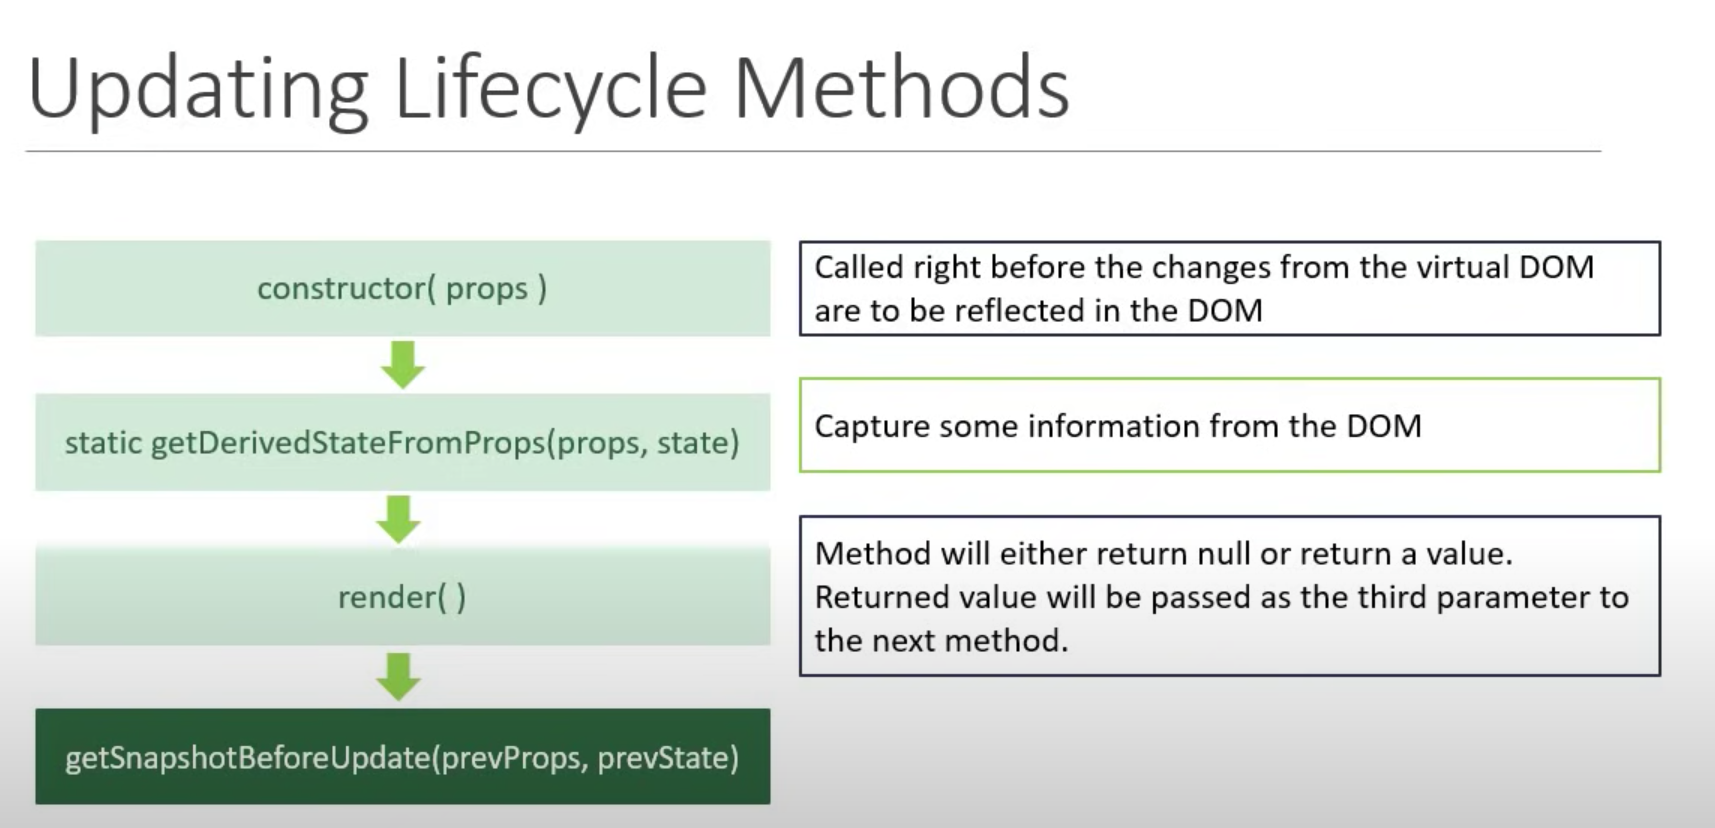 Updating Lifecycle Methods
constructor( props )
static getDerivedStateFromProps(props, state)
render( )
getSnapshotBeforeUpdate(prevProps, prevState)
Called right before the changes from the virtual DOM
are to be reflected in the DOM
Capture some information from the DOM
Method will either return null or return a value.
Returned value will be passed as the third parameter to
the next method.